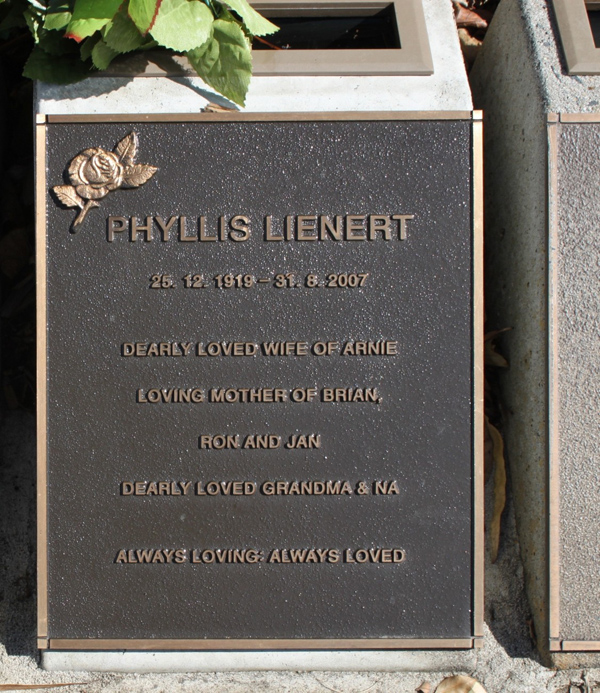 PHYLLIS LIENERT
25. 12. 1919 – 31. 8. 2007
DEARLY LOVED WIFE OF ARNIE
LOVING MOTHER OF BRIAN,
RON AND JAN
DEARLY LOVED GRANDMA & NA
ALWAYS LOVING: ALWAYS LOVED